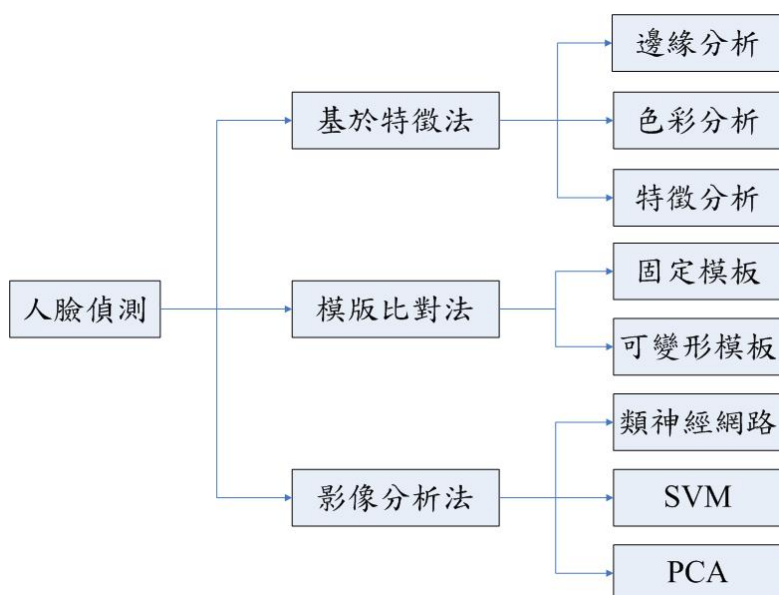 人臉偵測
基於特徵法
邊緣分析
色彩分析
特徵分析
模版比對法
固定模板
可變形模板
影像分析法
類神經網路
SVM
PCA